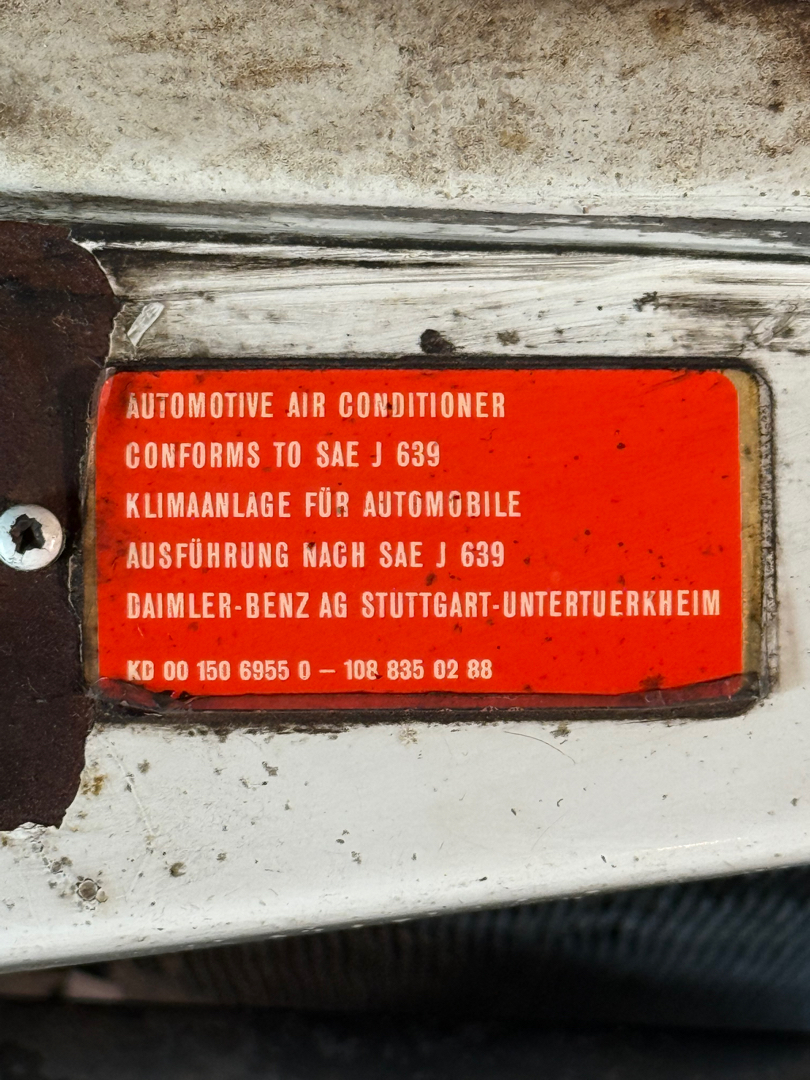 AUTOMOTIVE AIR CONDITIONER
CONFORMS TO SAE J 639
KLIMAANLAGE FÜR AUTOMOBILE
AUSFÜHRUNG NACH SAE J 639
DAIMLER-BENZ AG STUTTGART-UNTERTUERKHEIM
KD 00 150 6955 0 — 108 835 02 88